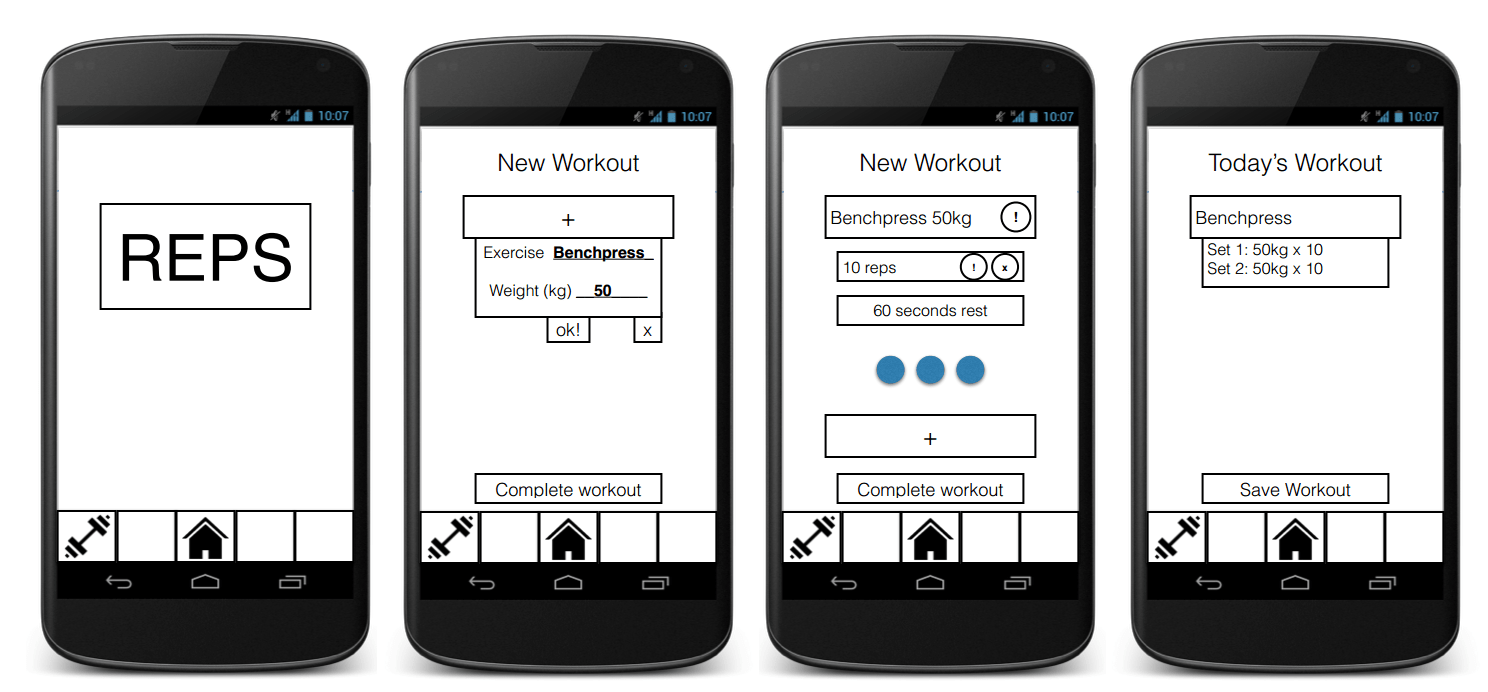 10:07
REPS
10:07
New Workout
+
Exercise Benchpress
Weight (kg) 50
ok! x
Complete workout
10:07
New Workout
Benchpress 50kg !
10 reps ! x
60 seconds rest
+
Complete workout
10:07
Today's Workout
Benchpress
Set 1: 50kg x 10
Set 2: 50kg x 10
Save Workout